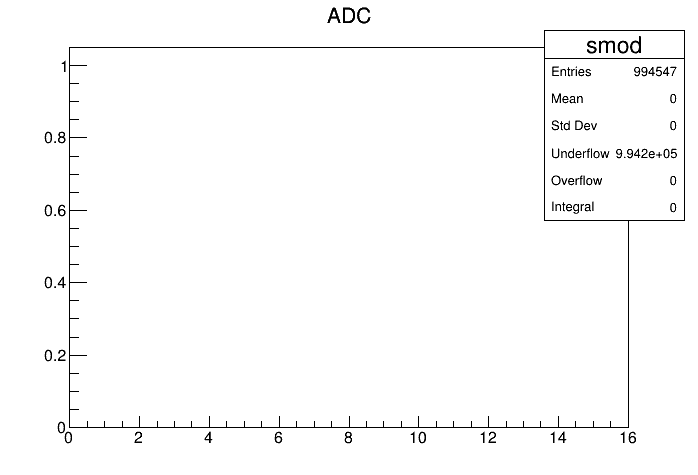 ADC
smod
Entries 994547
Mean 0
Std Dev 0
Underflow 9.942e+05
Overflow 0
Integral 0
1
0.8
0.6
0.4
0.2
0
0 2 4 6 8 10 12 14 16